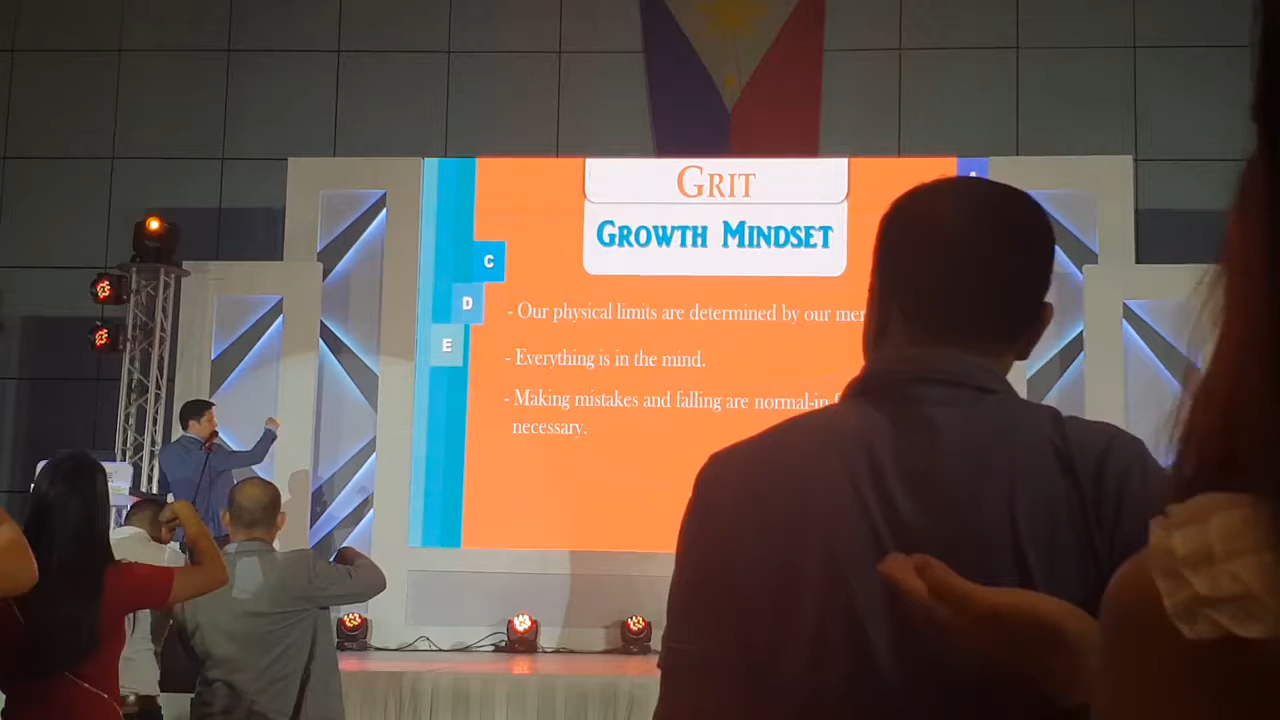 GRIT
GROWTH MINDSET
C
D
E
- Our physical limits are determined by our
- Everything is in the mind.
- Making mistakes and falling are normal-in
necessary.